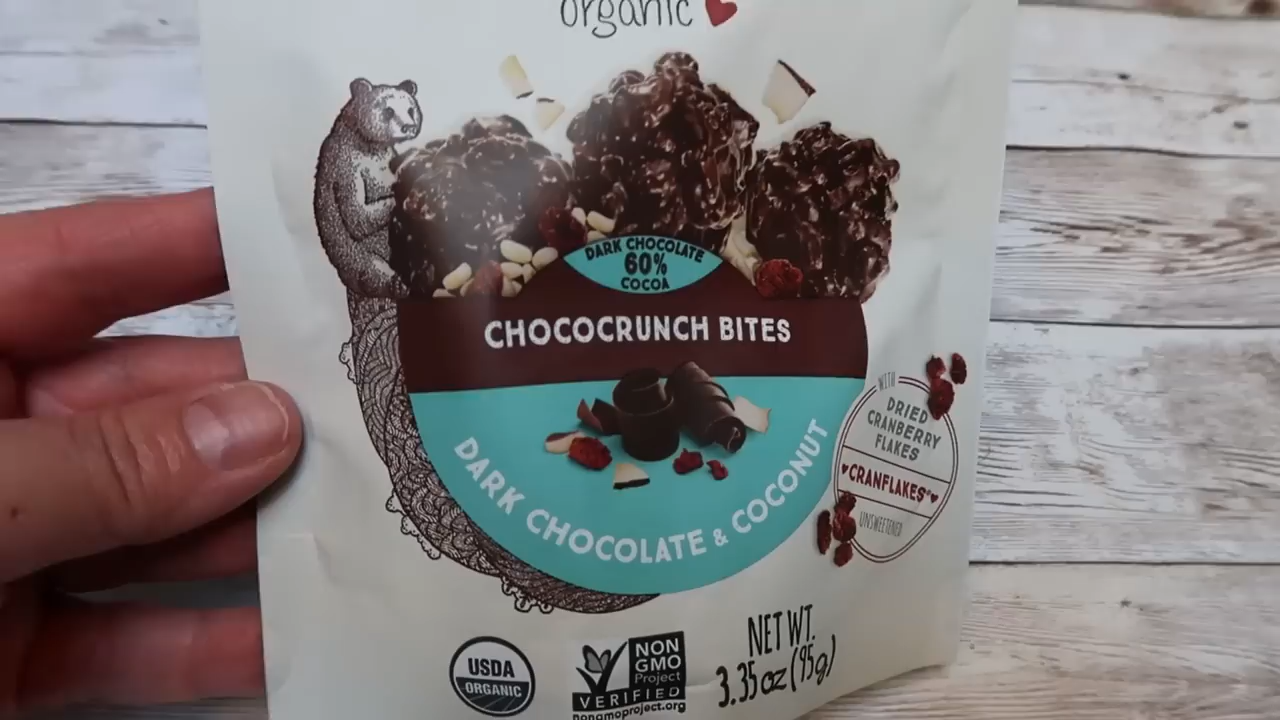 organic
DARK CHOCOLATE
60%
COCOA
CHOCOCRUNCH BITES
DARK CHOCOLATE & COCONUT
WITH
DRIED
CRANBERRY
FLAKES
CRANFLAKES
UNSWEETENED
USDA
ORGANIC
NON
GMO
Project
VERIFIED
nongmoproject.org
NET WT.
3.35 oz (95g)